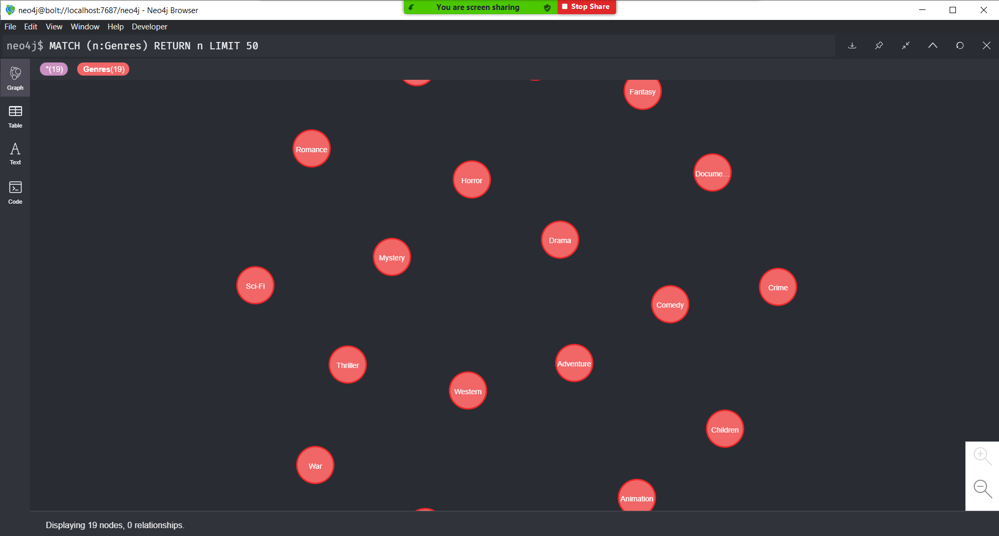 neo4j@bolt://localhost:7687/neo4j - Neo4j Browser
You are screen sharing
Stop Share
File Edit View Window Help Developer
neo4j$ MATCH (n:Genres) RETURN n LIMIT 50
*(19) Genres(19)
Graph
Table
Text
Code
Fantasy
Romance
Docume...
Horror
Drama
Mystery
Sci-Fi
Crime
Comedy
Thriller
Adventure
Western
Children
War
Animation
Displaying 19 nodes, 0 relationships.